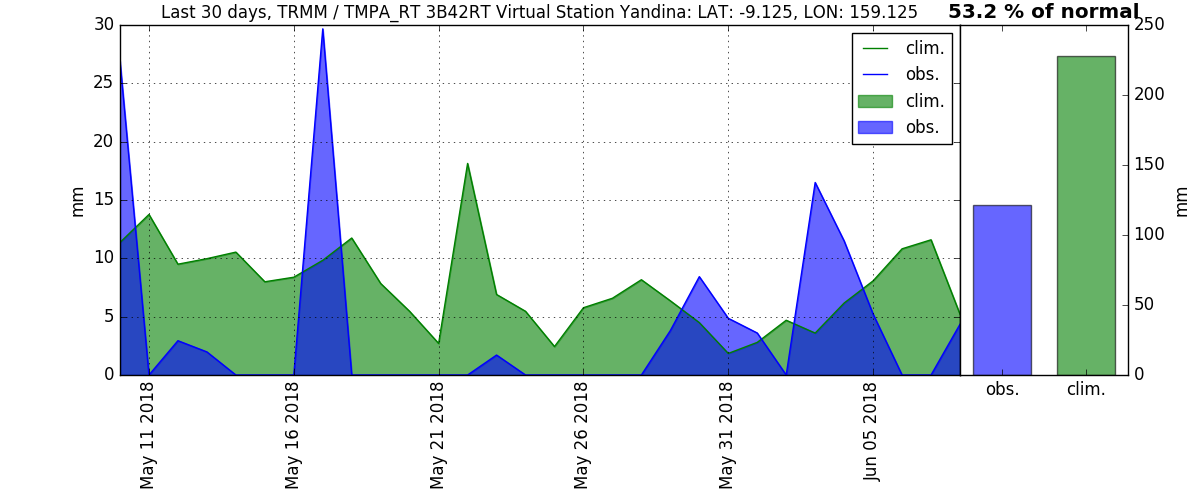 Last 30 days, TRMM / TMPA_RT 3B42RT Virtual Station Yandina: LAT: -9.125, LON: 159.125
53.2 % of normal
clim.
obs.
clim.
obs.
30
25
20
15
10
5
0
mm
May 11 2018
May 16 2018
May 21 2018
May 26 2018
May 31 2018
Jun 05 2018
250
200
150
100
50
0
mm
obs.
clim.